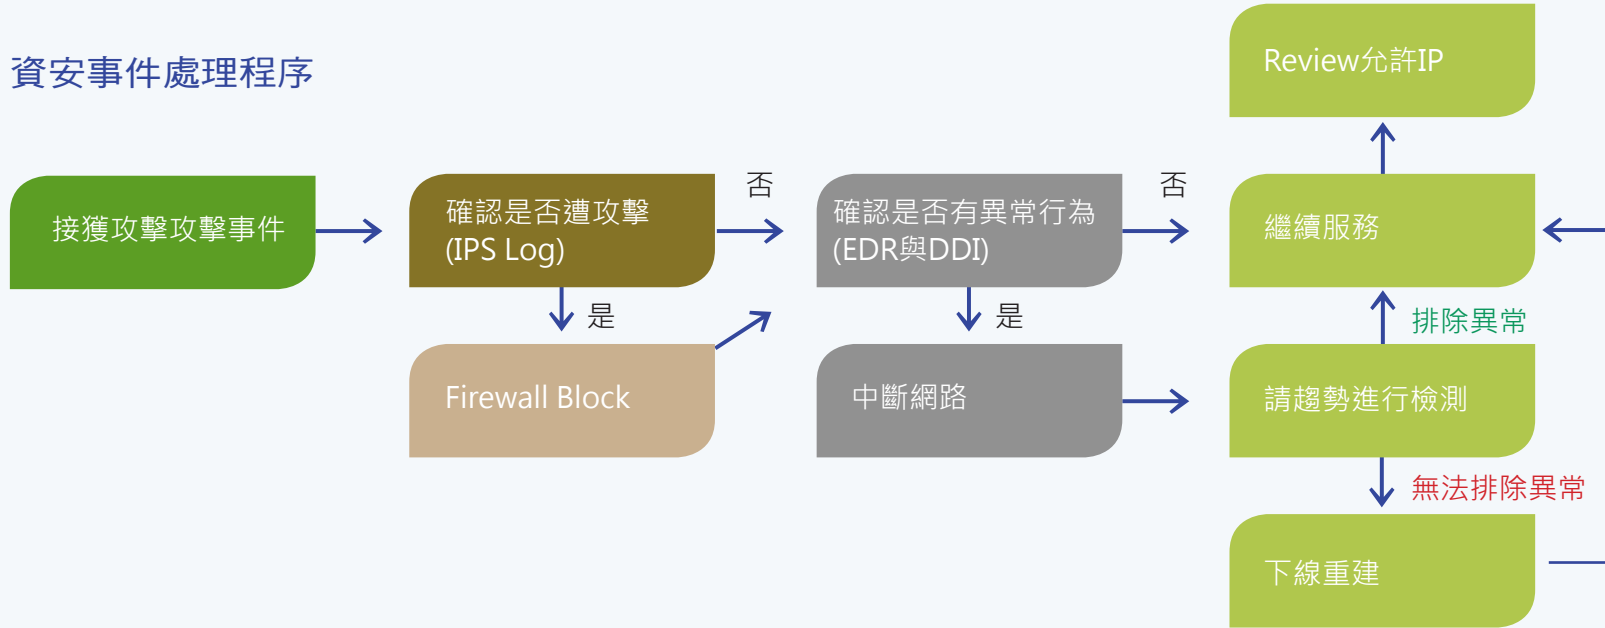 資安事件處理程序
接獲攻擊攻擊事件
確認是否遭攻擊
(IPS Log)
否
是
Firewall Block
確認是否有異常行為
(EDR與DDI)
否
是
中斷網路
Review允許IP
繼續服務
排除異常
請趨勢進行檢測
無法排除異常
下線重建